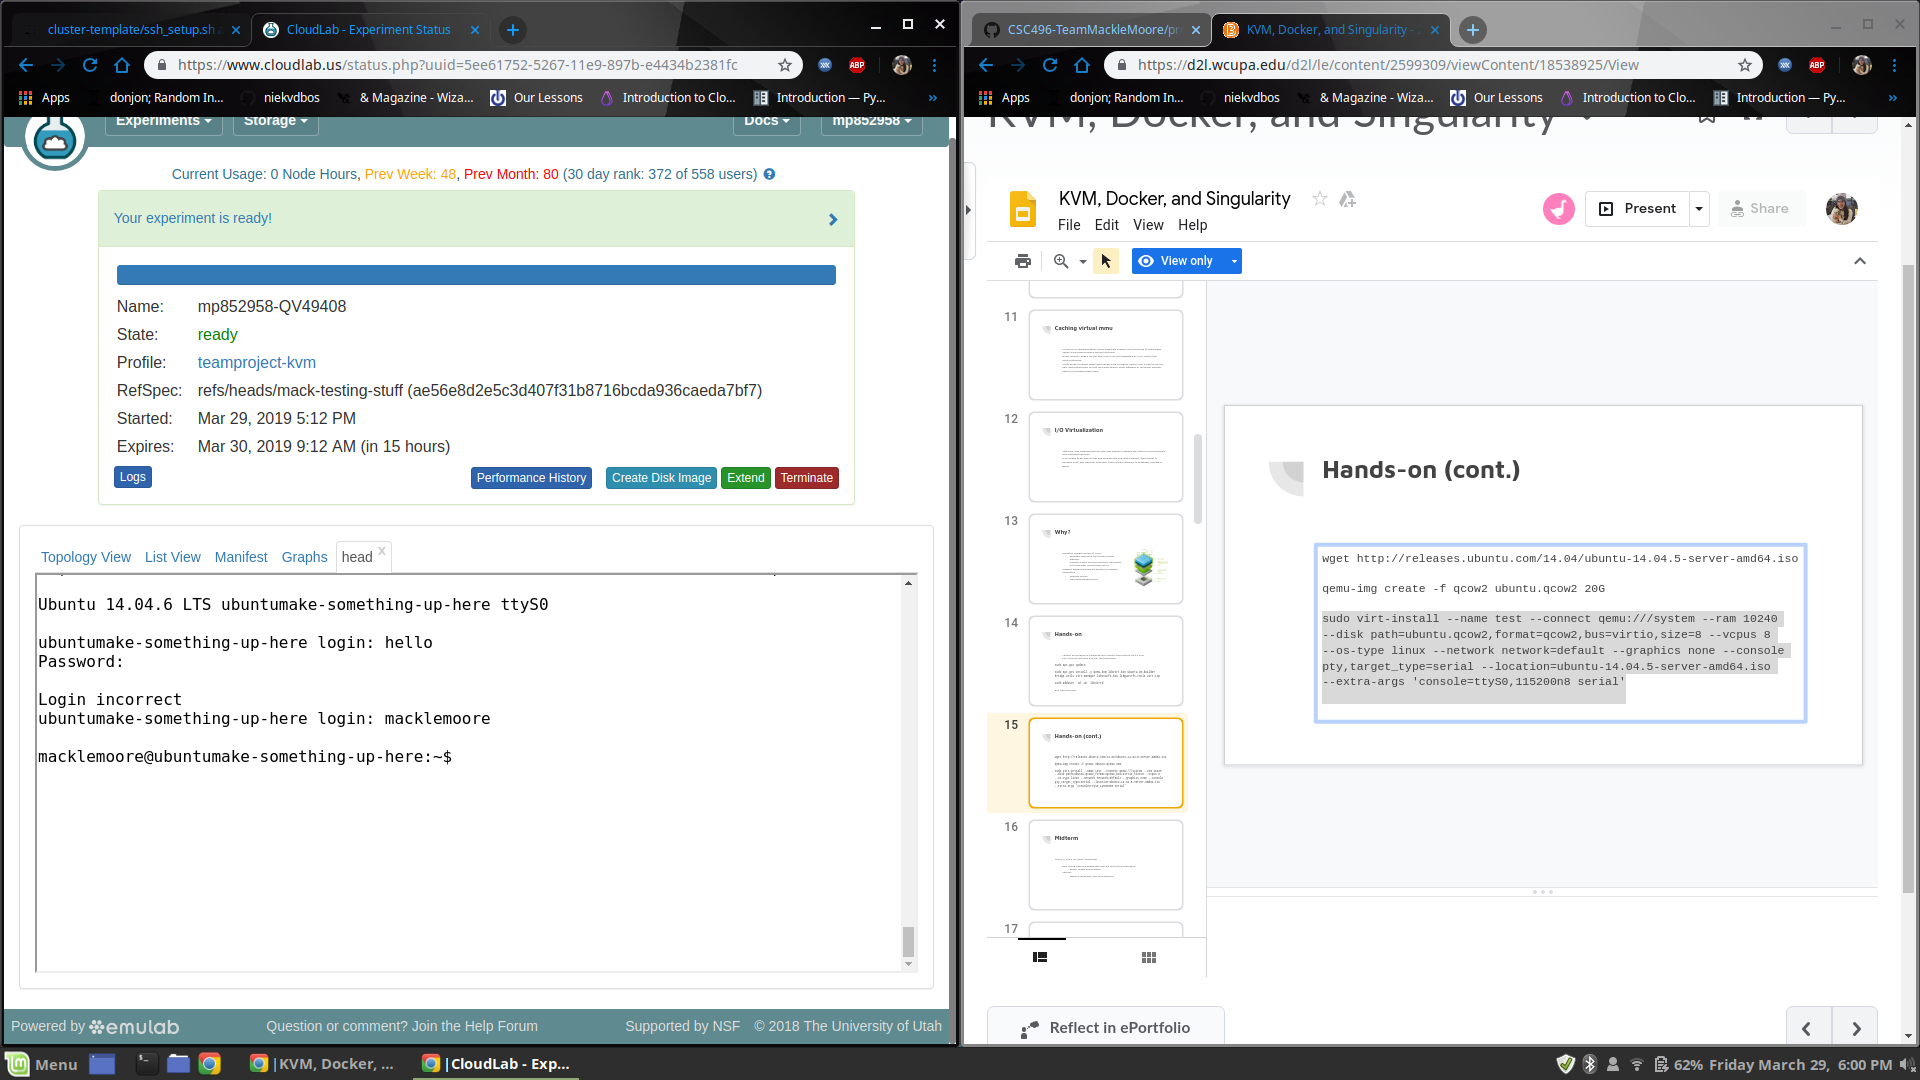 cluster-template/ssh_setup.sh
CloudLab - Experiment Status
https://www.cloudlab.us/status.php?uuid=5ee61752-5267-11e9-897b-e4434b2381fc
ABP
Apps
donjon; Random In...
niekvdbos
& Magazine - Wiza...
Our Lessons
Introduction to Clo...
Introduction — Py...
»
Experiments
Storage
Docs
mp852958
Current Usage: 0 Node Hours, Prev Week: 48, Prev Month: 80 (30 day rank: 372 of 558 users)
Your experiment is ready!
Name: mp852958-QV49408
State: ready
Profile: teamproject-kvm
RefSpec: refs/heads/mack-testing-stuff (ae56e8d2e5c3d407f31b8716bcda936caeda7bf7)
Started: Mar 29, 2019 5:12 PM
Expires: Mar 30, 2019 9:12 AM (in 15 hours)
Logs
Performance History
Create Disk Image
Extend
Terminate
Topology View
List View
Manifest
Graphs
head x
Ubuntu 14.04.6 LTS ubuntumake-something-up-here ttyS0
ubuntumake-something-up-here login: hello
Password:
Login incorrect
ubuntumake-something-up-here login: macklemoore
macklemoore@ubuntumake-something-up-here:~$
Powered by emulab
Question or comment? Join the Help Forum
Supported by NSF
© 2018 The University of Utah
CSC496-TeamMackleMoore/pro
KVM, Docker, and Singularity -
https://d2l.wcupa.edu/d2l/le/content/2599309/viewContent/18538925/View
ABP
Apps
donjon; Random In...
niekvdbos
& Magazine - Wiza...
Our Lessons
Introduction to Clo...
Introduction — Py...
»
KVM, Docker, and Singularity
KVM, Docker, and Singularity
File Edit View Help
Present
Share
View only
11
Caching virtual mmu
12
I/O Virtualization
13
Why?
14
Hands-on
15
Hands-on (cont.)
16
Midterm
17
Hands-on (cont.)
wget http://releases.ubuntu.com/14.04/ubuntu-14.04.5-server-amd64.iso
qemu-img create -f qcow2 ubuntu.qcow2 20G
sudo virt-install --name test --connect qemu:///system --ram 10240
--disk path=ubuntu.qcow2,format=qcow2,bus=virtio,size=8 --vcpus 8
--os-type linux --network network=default --graphics none --console
pty,target_type=serial --location=ubuntu-14.04.5-server-amd64.iso
--extra-args 'console=ttyS0,115200n8 serial'
Reflect in ePortfolio
Menu
|KVM, Docker, ...
|CloudLab - Exp...
62%
Friday March 29, 6:00 PM